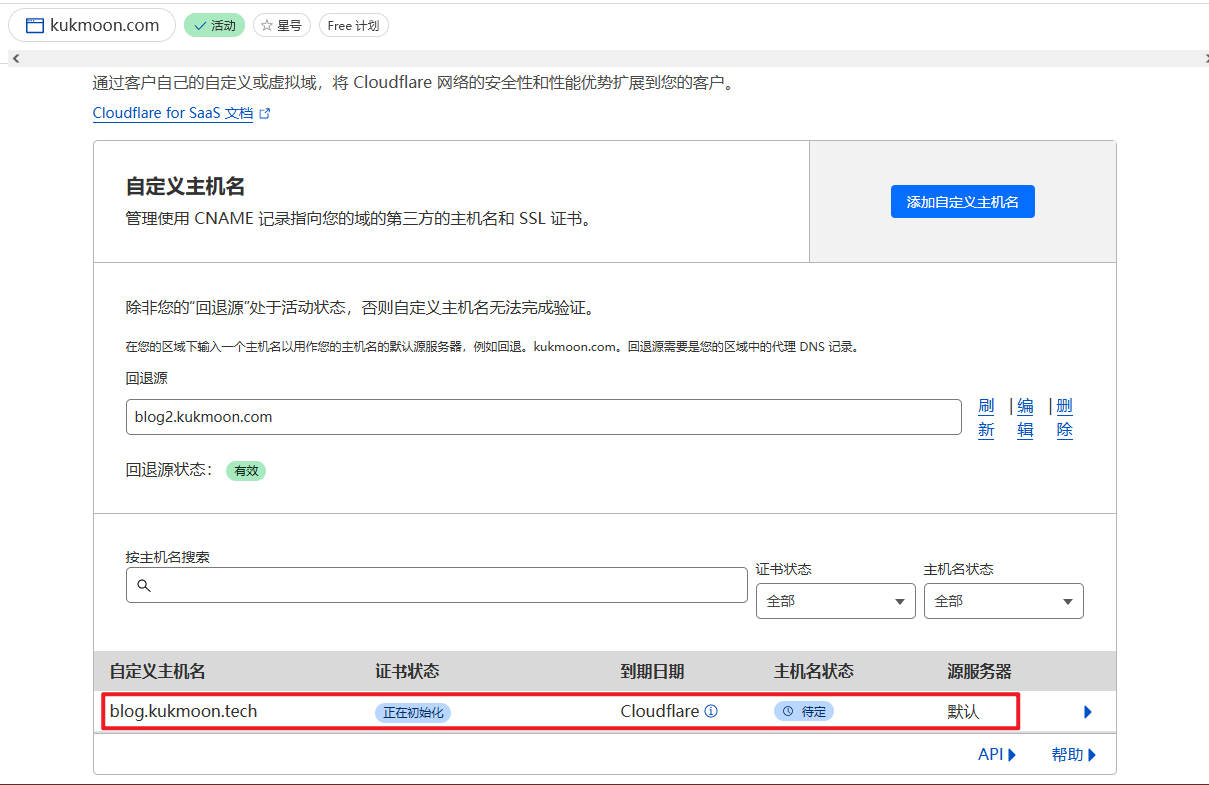 kukmoon.com 活动 星号 Free 计划
通过客户自己的自定义或虚拟域，将 Cloudflare 网络的安全性和性能优势扩展到您的客户。
Cloudflare for SaaS 文档
自定义主机名
管理使用 CNAME 记录指向您的域的第三方的主机名和 SSL 证书。
添加自定义主机名
除非您的“回退源”处于活动状态，否则自定义主机名无法完成验证。
在您的区域下输入一个主机名以用作您的主机名的默认源服务器，例如回退。kukmoon.com。回退源需要是您的区域中的代理 DNS 记录。
回退源
blog2.kukmoon.com
刷新 | 编辑 | 删除
回退源状态： 有效
按主机名搜索
证书状态 主机名状态
全部 全部
自定义主机名 证书状态 到期日期 主机名状态 源服务器
blog.kukmoon.tech 正在初始化 Cloudflare 待定 默认
API 帮助